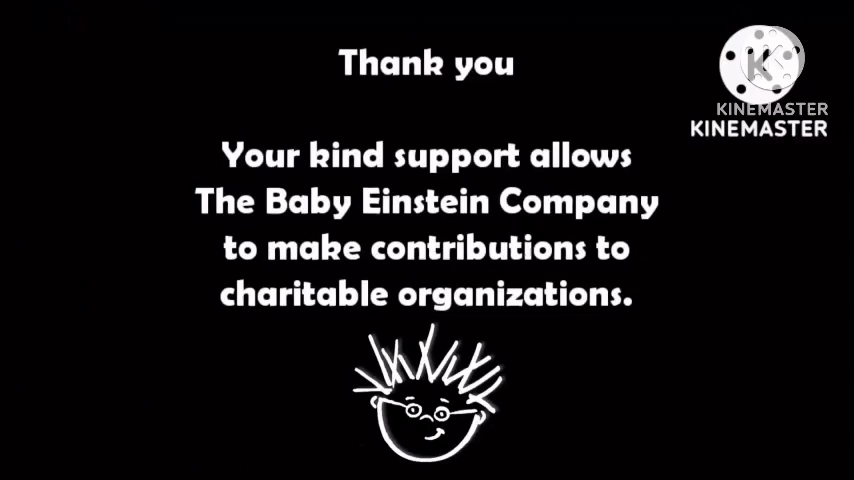 Thank you
Your kind support allows
The Baby Einstein Company
to make contributions to
charitable organizations.
K
KINEMASTER
KINEMASTER